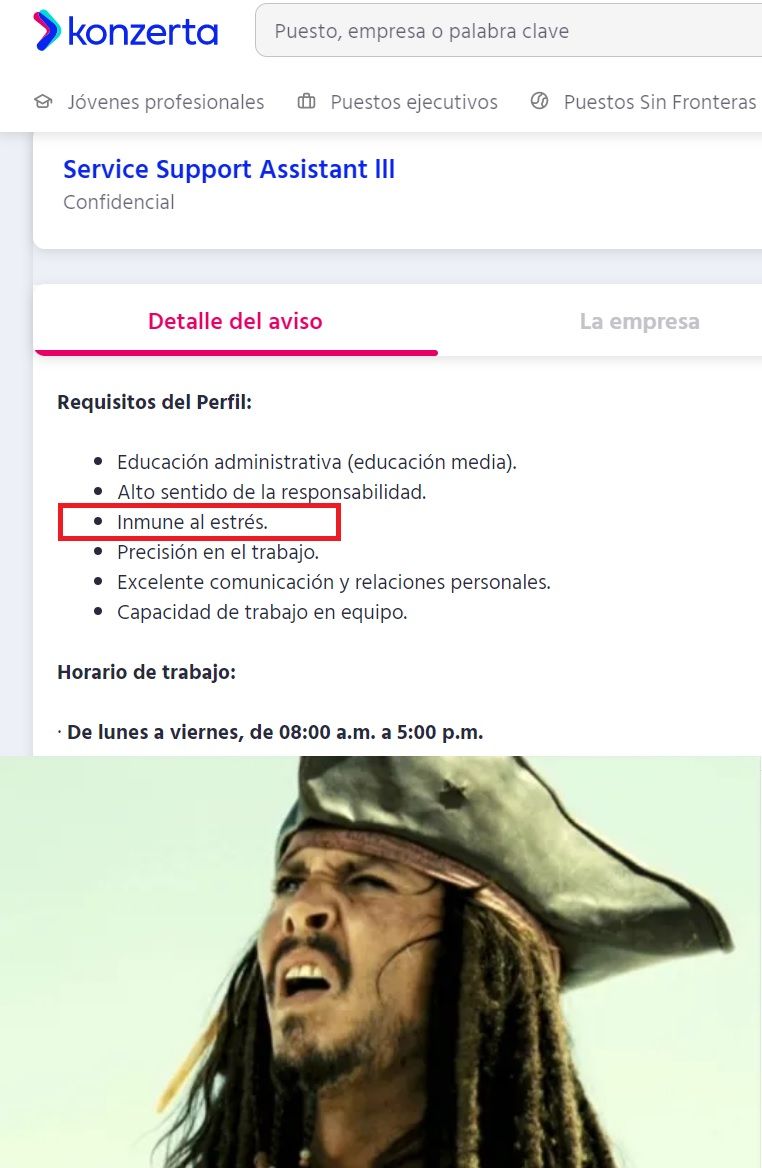 konzerta
Puesto, empresa o palabra clave
Jóvenes profesionales
Puestos ejecutivos
Puestos Sin Fronteras
Service Support Assistant lll
Confidencial
Detalle del aviso
La empresa
Requisitos del Perfil:
• Educación administrativa (educación media).
• Alto sentido de la responsabilidad.
• Inmune al estrés.
• Precisión en el trabajo.
• Excelente comunicación y relaciones personales.
• Capacidad de trabajo en equipo.
Horario de trabajo:
· De lunes a viernes, de 08:00 a.m. a 5:00 p.m.